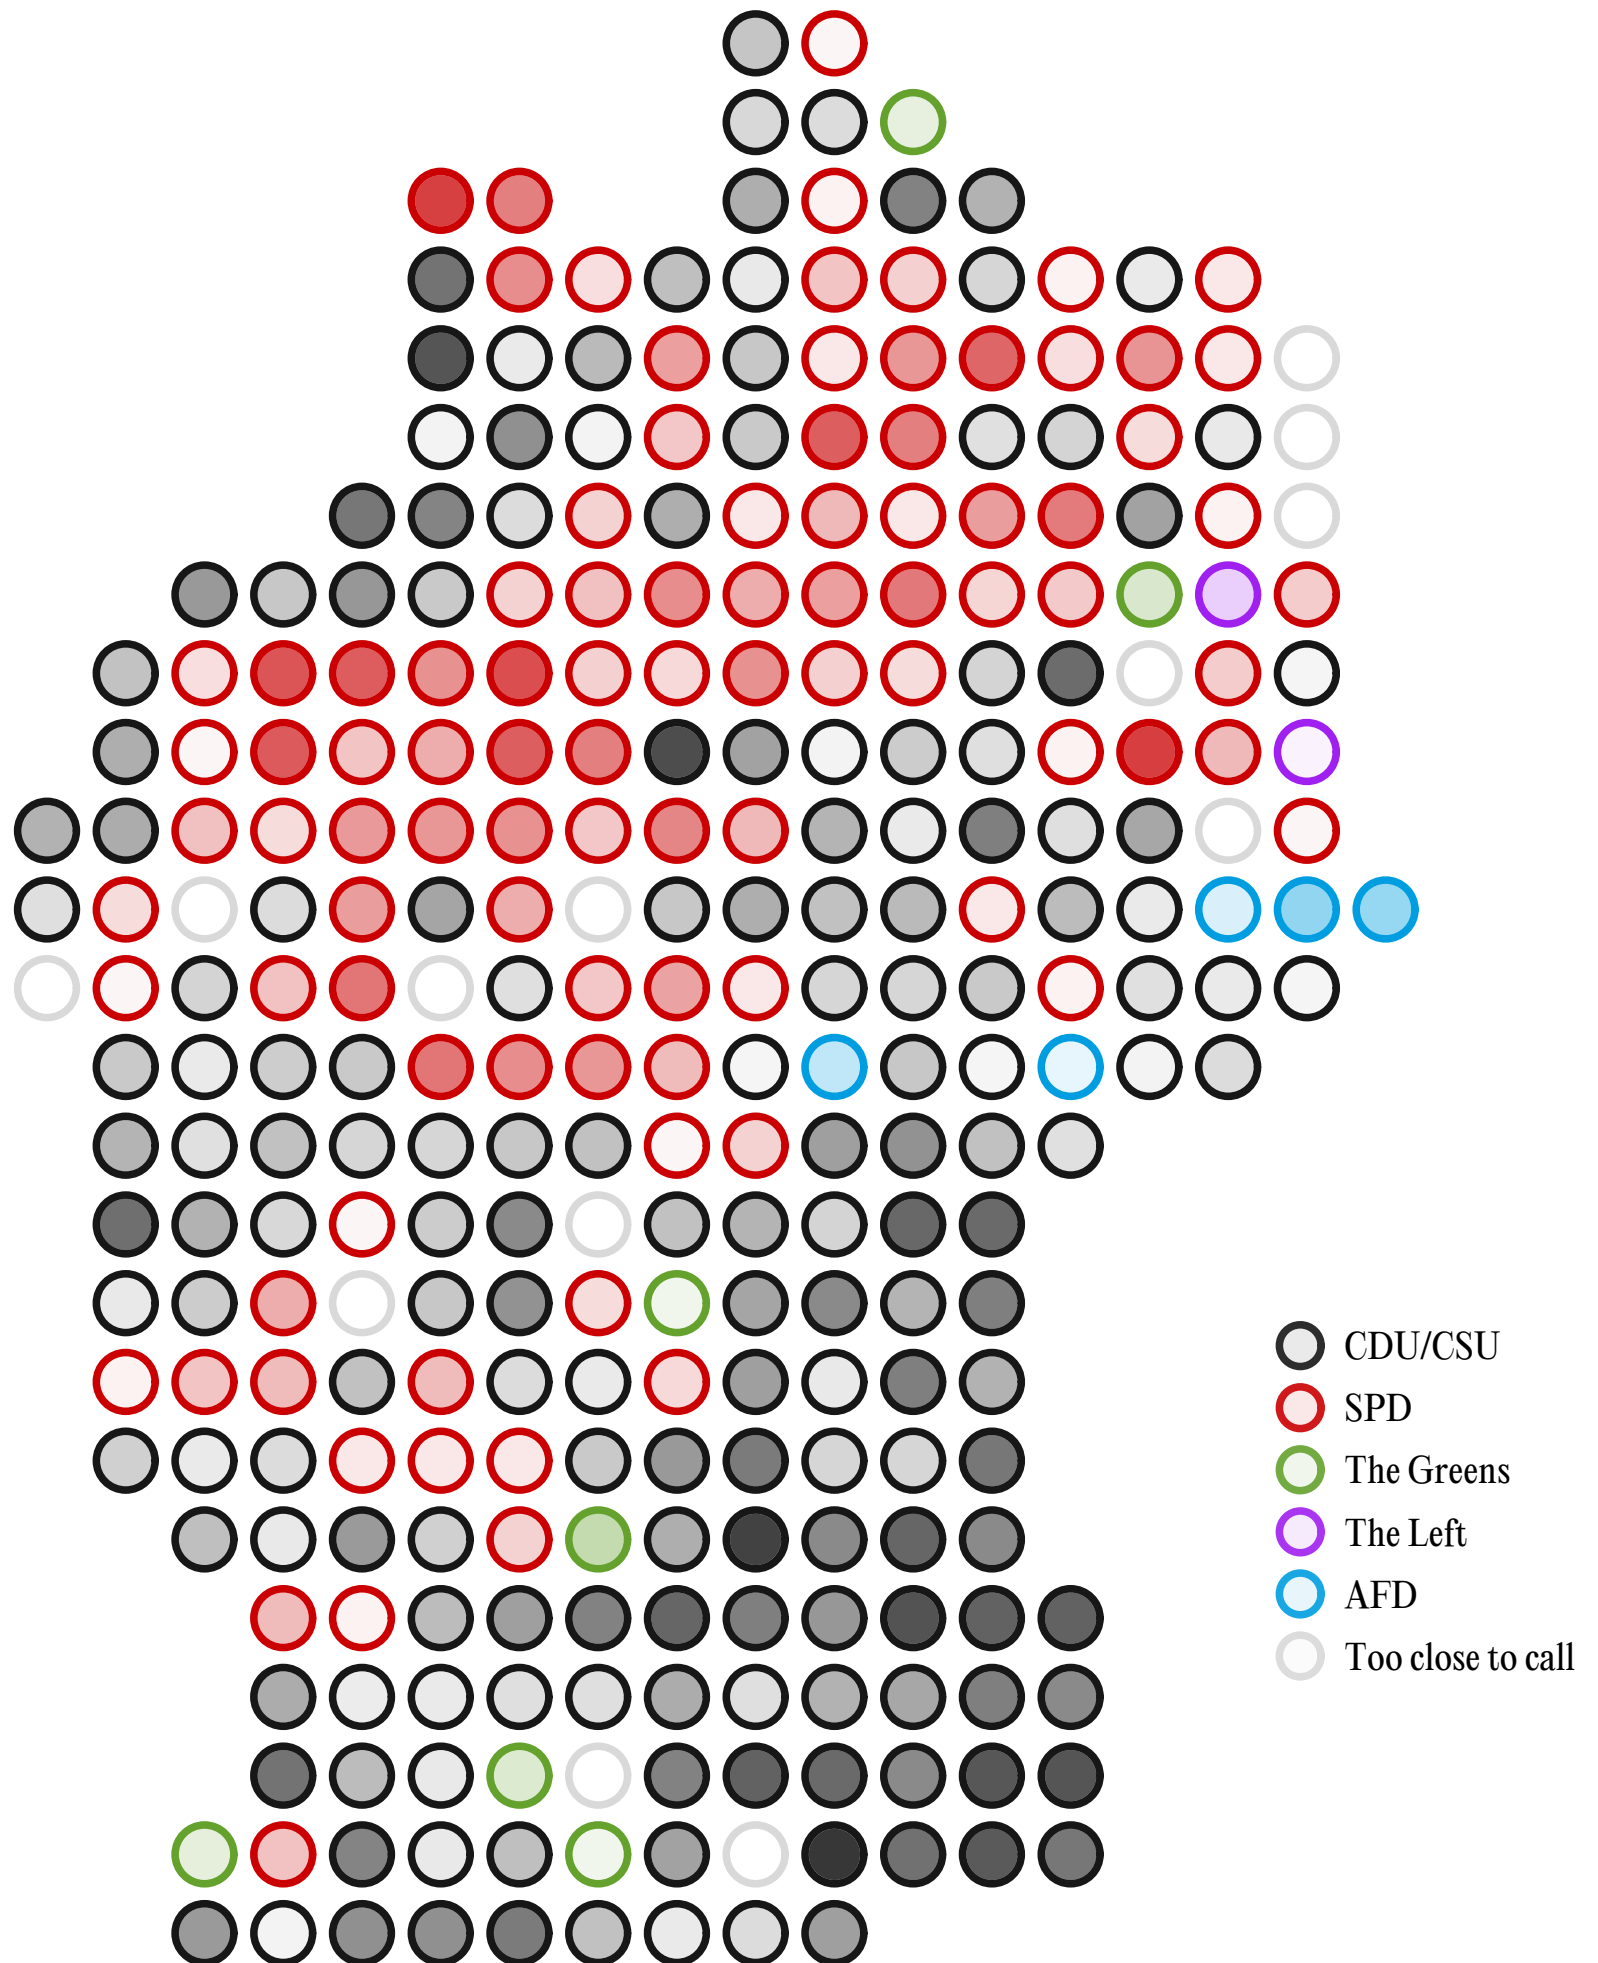 CDU/CSU
SPD
The Greens
The Left
AFD
Too close to call